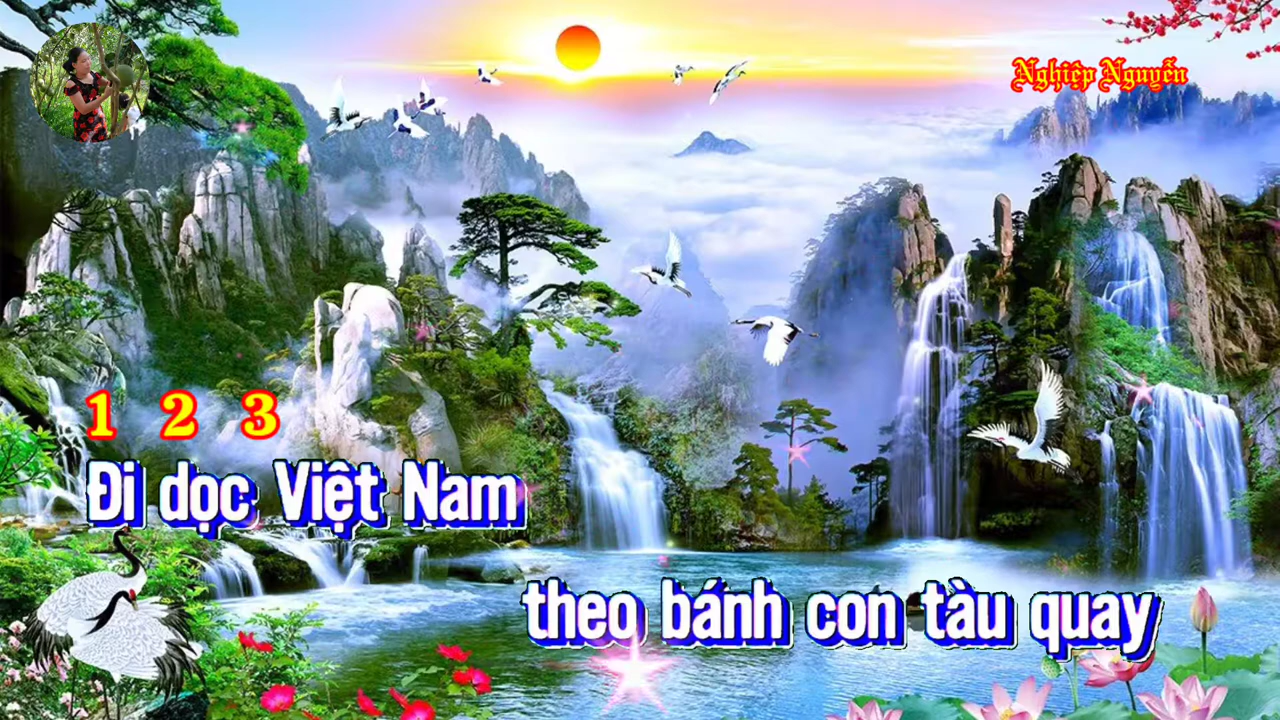 Nghiệp Nguyễn
1 2 3
Đi dọc Việt Nam
theo bánh con tàu quay